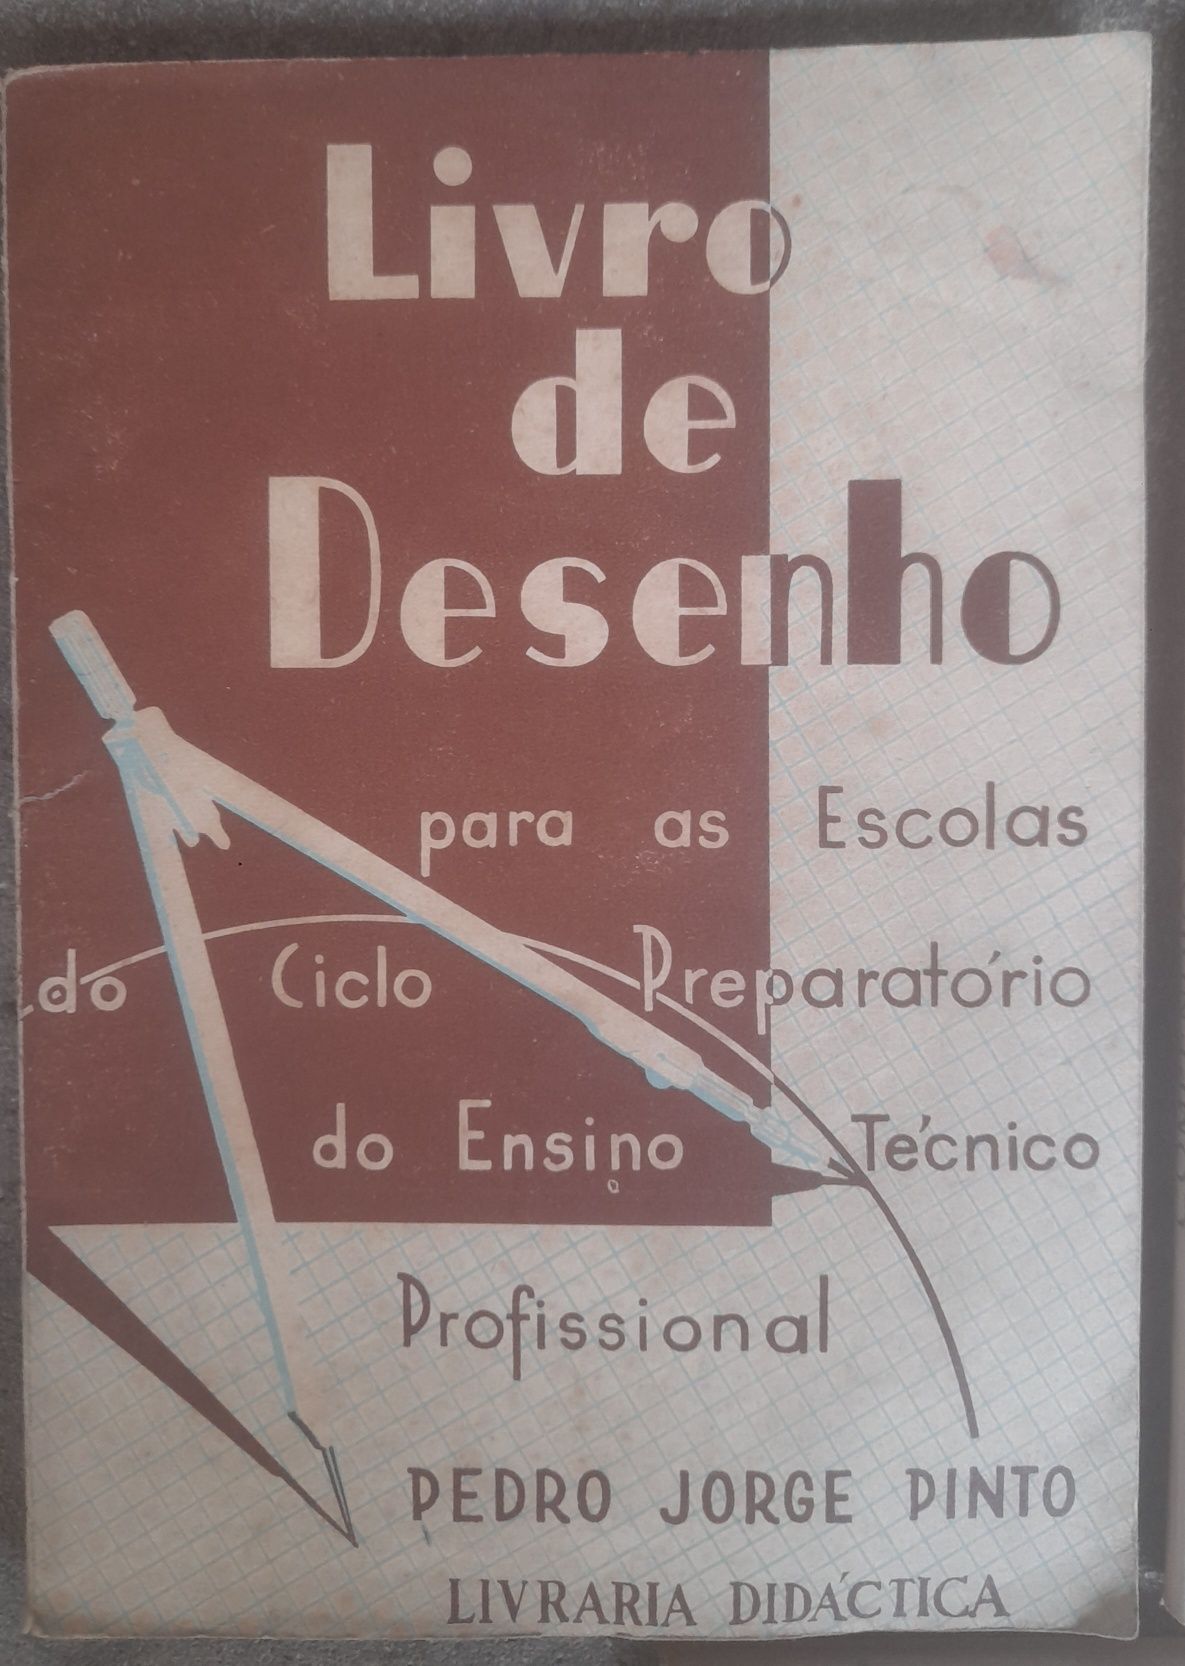 Livro
de
Desenho
para as Escolas
do Ciclo Preparatório
do Ensino Técnico
Profissional
PEDRO JORGE PINTO
LIVRARIA DIDÁCTICA